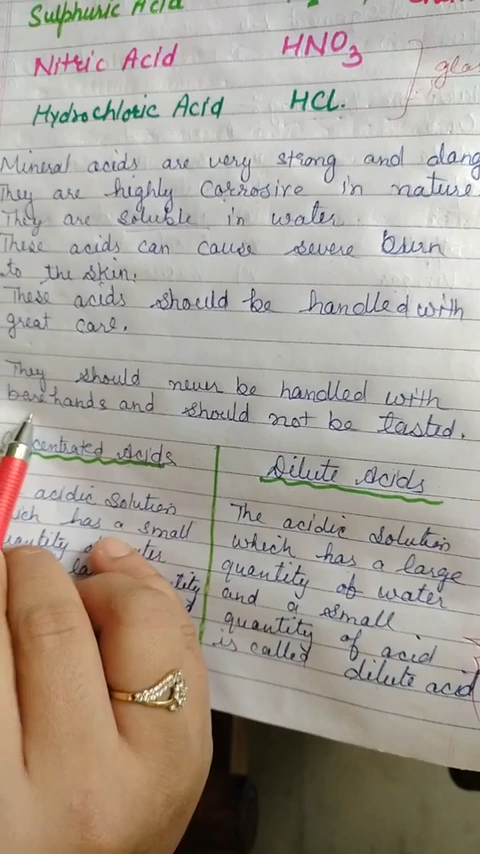 Sulphuric Acid
Nitric Acid HNO3
Hydrochloric Acid HCl.
Mineral acids are very strong and dang
They are highly corrosive in nature
They are soluble in water.
These acids can cause severe burn
to the skin.
These acids should be handled with
great care.
They should never be handled with
bare hands and should not be tasted.
centrated Acids
acidic solution
ich has a small
Dilute Acids
The acidic solution
which has a large
quantity of water
and a small
quantity of acid
is called dilute acid